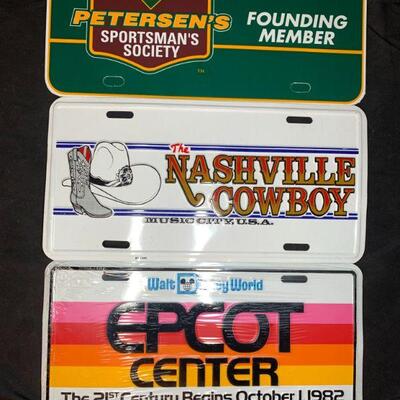 PETERSEN'S
SPORTSMAN'S
SOCIETY
FOUNDING
MEMBER
The
NASHVILLE
COWBOY
MUSIC CITY, U.S.A.
Walt World
EPCOT
CENTER
The 21ST Century Begins October 1, 1982